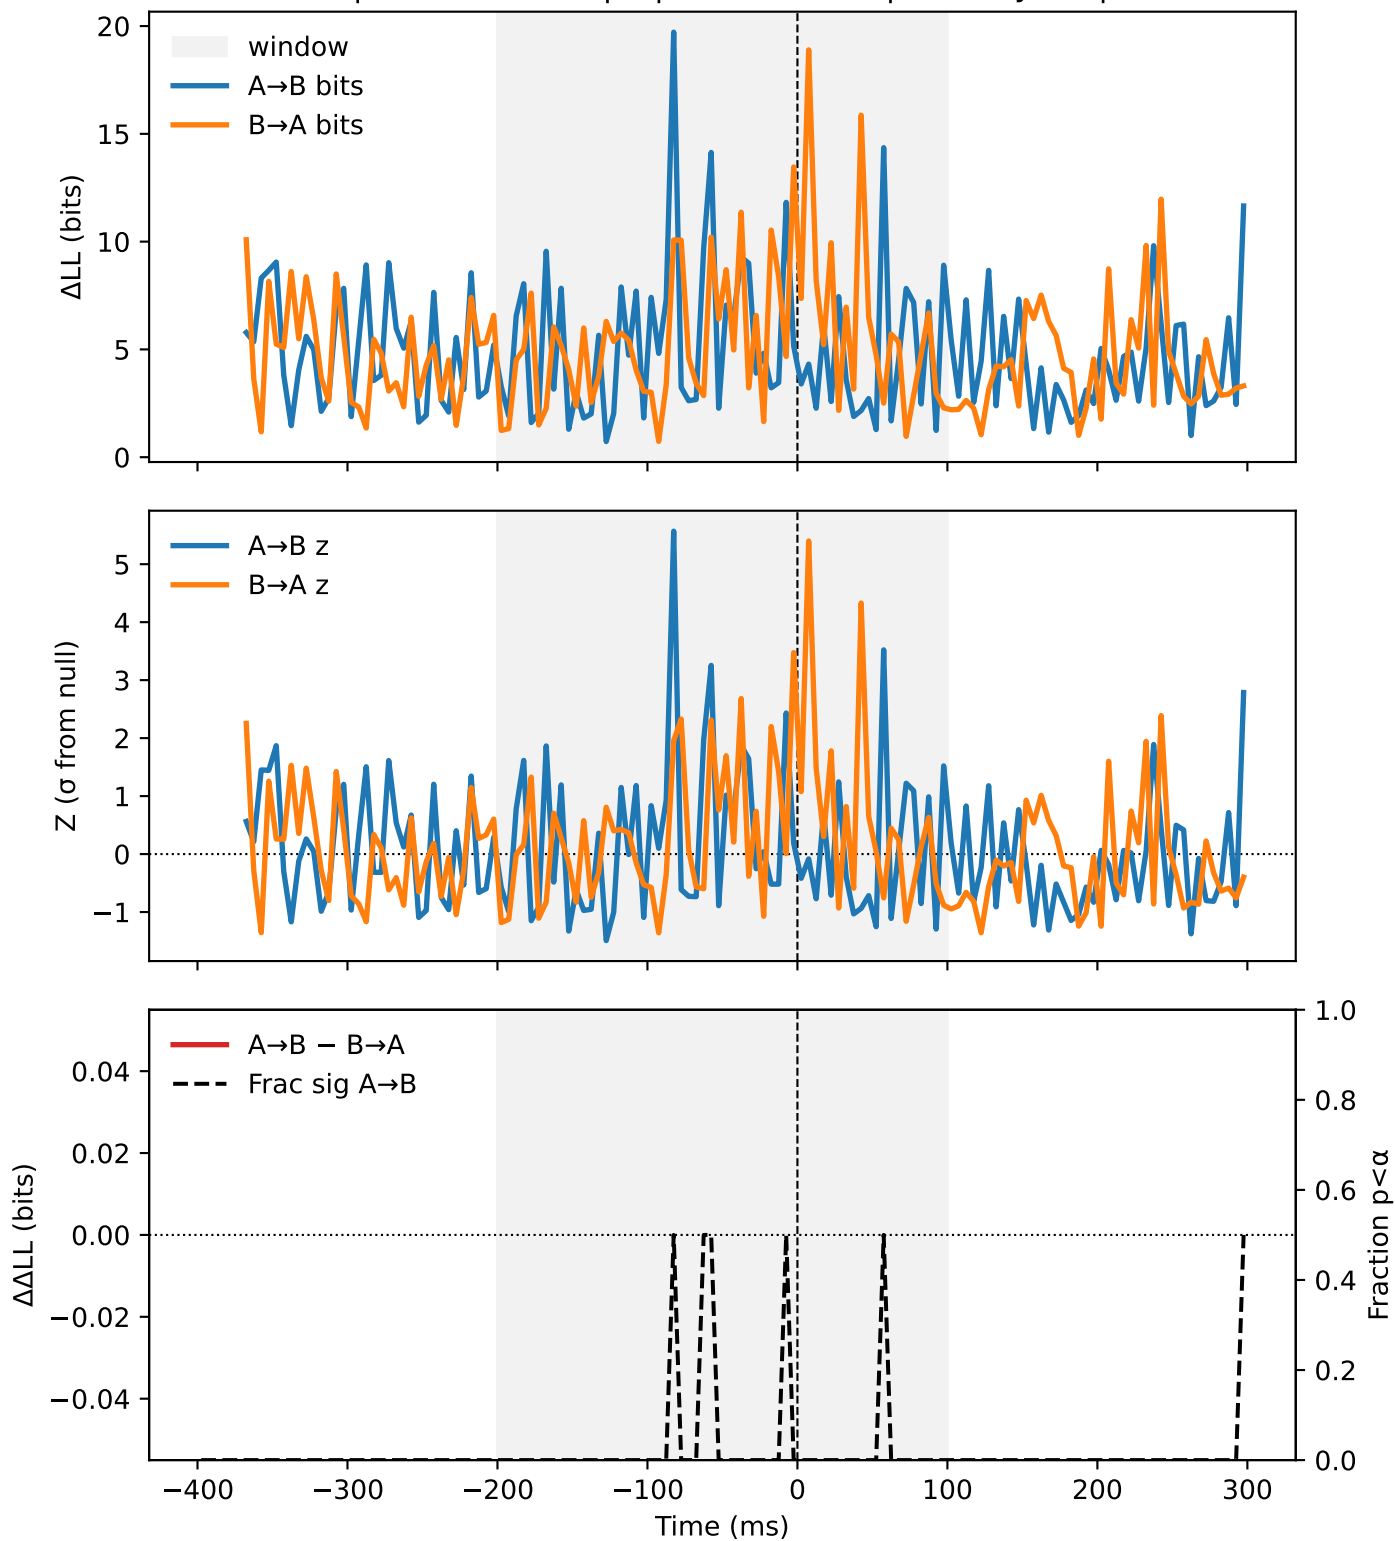 20
15
10
5
0
ΔLL (bits)
window
A→B bits
B→A bits
5
4
3
2
1
0
−1
Z (σ from null)
A→B z
B→A z
0.04
0.02
0.00
−0.02
−0.04
ΔΔLL (bits)
A→B − B→A
Frac sig A→B
1.0
0.8
0.6
0.4
0.2
0.0
Fraction p<α
−400 −300 −200 −100 0 100 200 300
Time (ms)